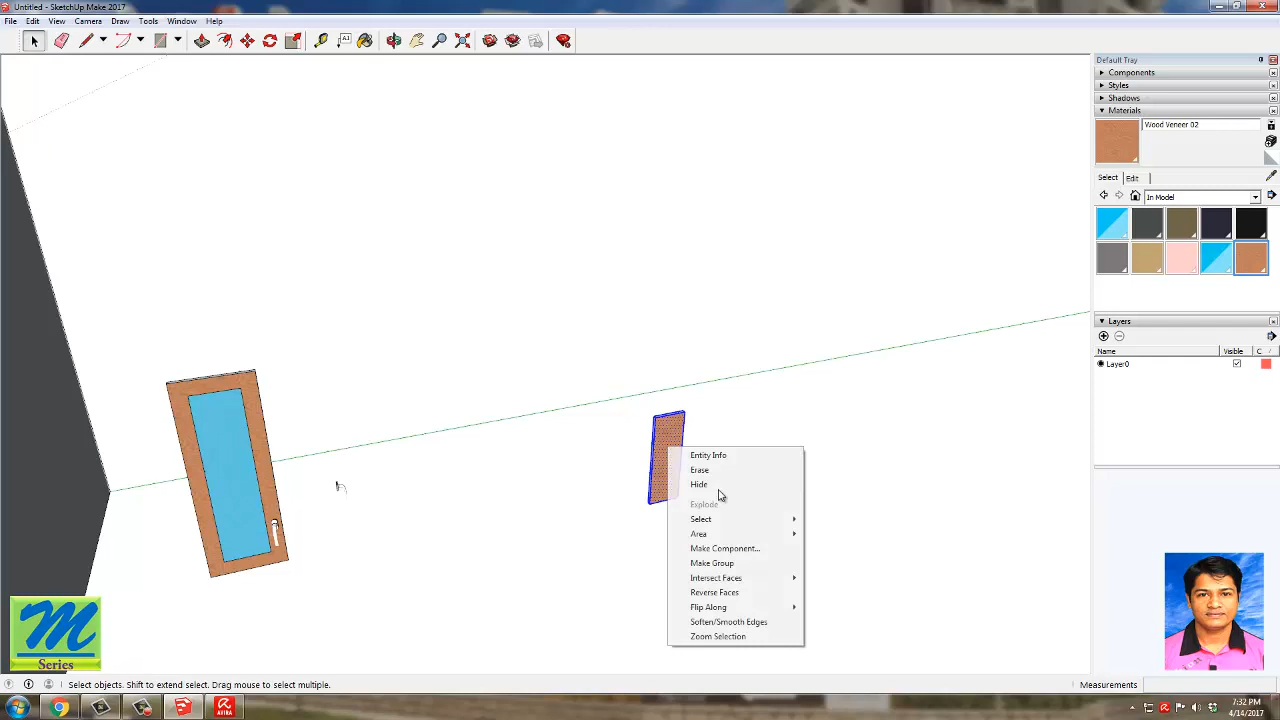 Untitled - SketchUp Make 2017
File Edit View Camera Draw Tools Window Help
Default Tray
Components
Styles
Shadows
Materials
Wood Veneer 02
Select Edit
In Model
Layers
Name Visible C
Layer0
Entity Info
Erase
Hide
Explode
Select
Area
Make Component...
Make Group
Intersect Faces
Reverse Faces
Flip Along
Soften/Smooth Edges
Zoom Selection
M
Series
Select objects. Shift to extend select. Drag mouse to select multiple.
Measurements
AVIRA
7:32 PM
4/14/2017